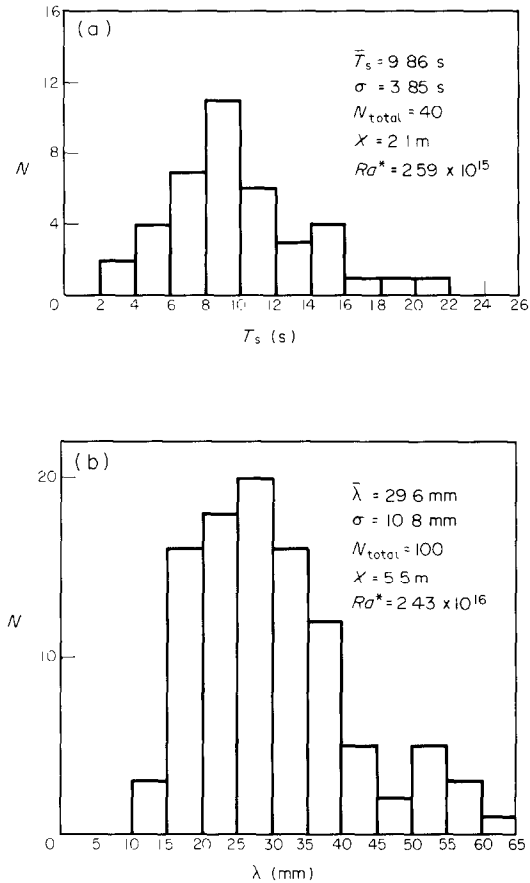 (a)
16
12
8
4
0
N
T̄s = 9 86 s
σ = 3 85 s
Ntotal = 40
X = 2 1 m
Ra* = 2 59 x 10^15
2 4 6 8 10 12 14 16 18 20 22 24 26
Ts (s)
(b)
20
10
0
N
λ̄ = 29 6 mm
σ = 10 8 mm
Ntotal = 100
X = 5 5 m
Ra* = 2 43 x 10^16
5 10 15 20 25 30 35 40 45 50 55 60 65
λ (mm)